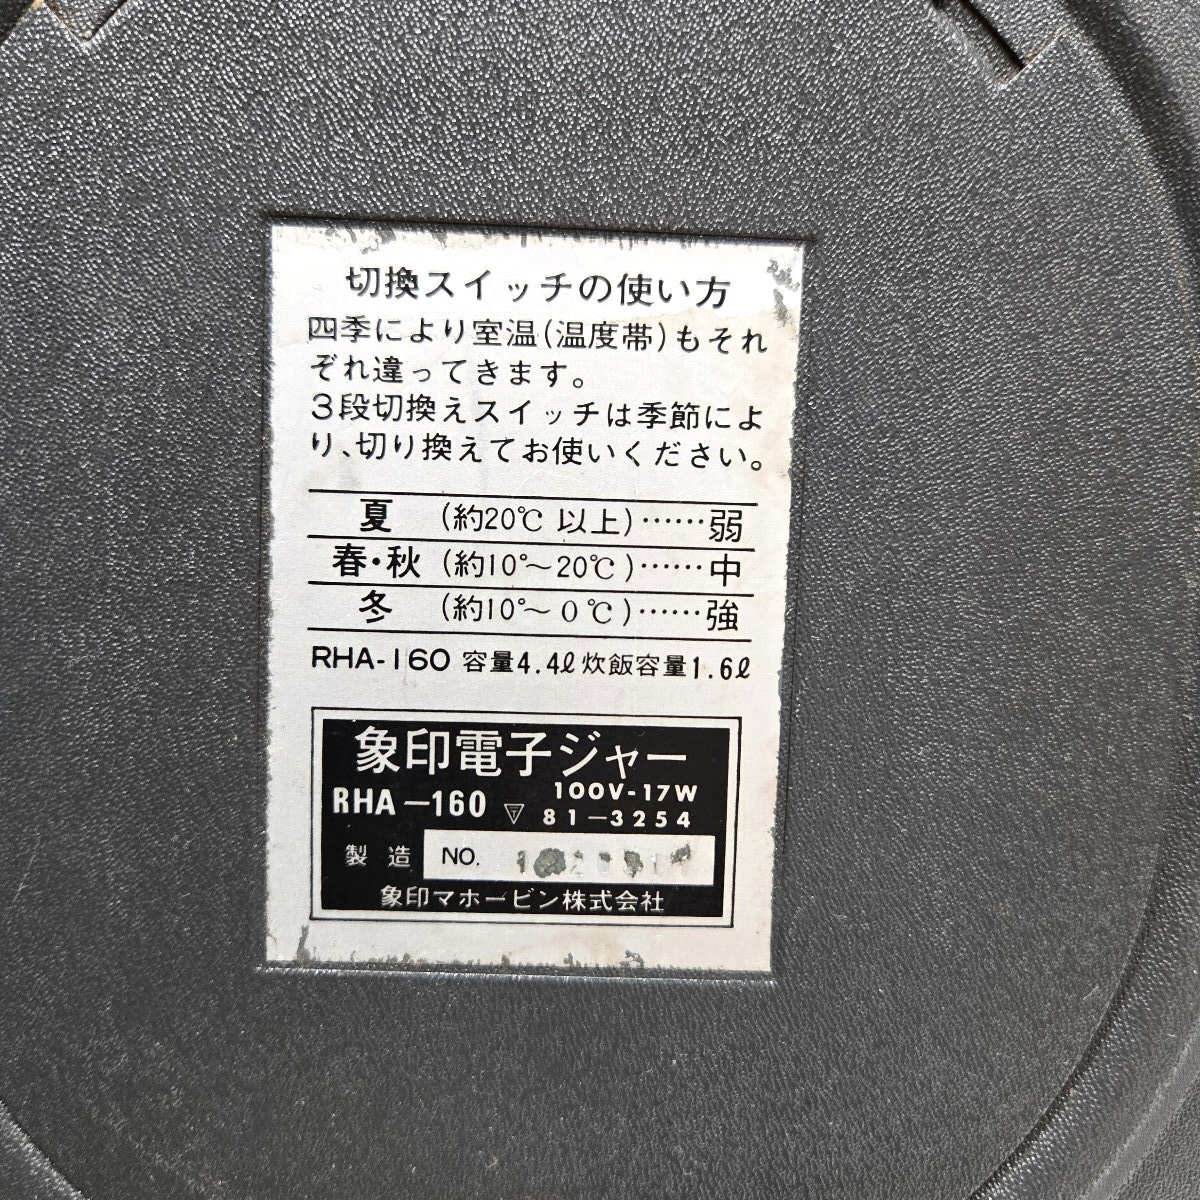 切換スイッチの使い方
四季により室温(温度帯)もそれ
ぞれ違ってきます。
3段切換えスイッチは季節によ
り、切り換えてお使いください。
夏 (約20℃以上)……弱
春・秋 (約10°〜20℃)……中
冬 (約10°〜0℃)……強
RHA-160 容量4.4ℓ 炊飯容量1.6ℓ
象印電子ジャー
RHA-160 100V-17W
81-3254
製造 NO.
象印マホービン株式会社